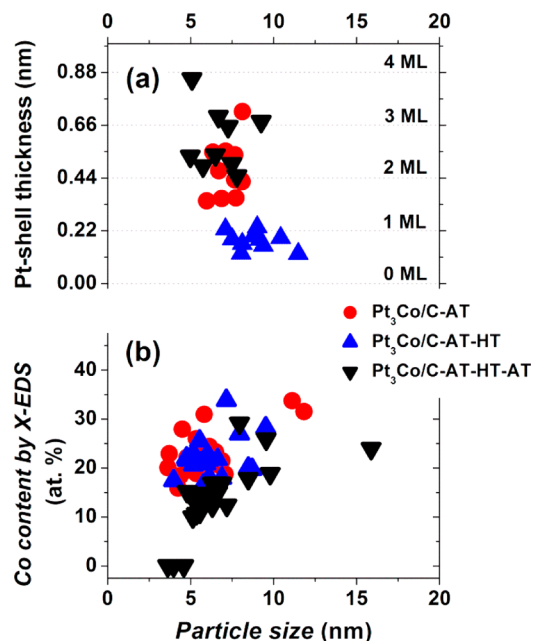 0 5 10 15 20
(a)
4 ML
3 ML
2 ML
1 ML
0 ML
0.88
0.66
0.44
0.22
0.00
Pt-shell thickness (nm)
Pt3Co/C-AT
Pt3Co/C-AT-HT
Pt3Co/C-AT-HT-AT
(b)
40
30
20
10
0
Co content by X-EDS
(at. %)
0 5 10 15 20
Particle size (nm)